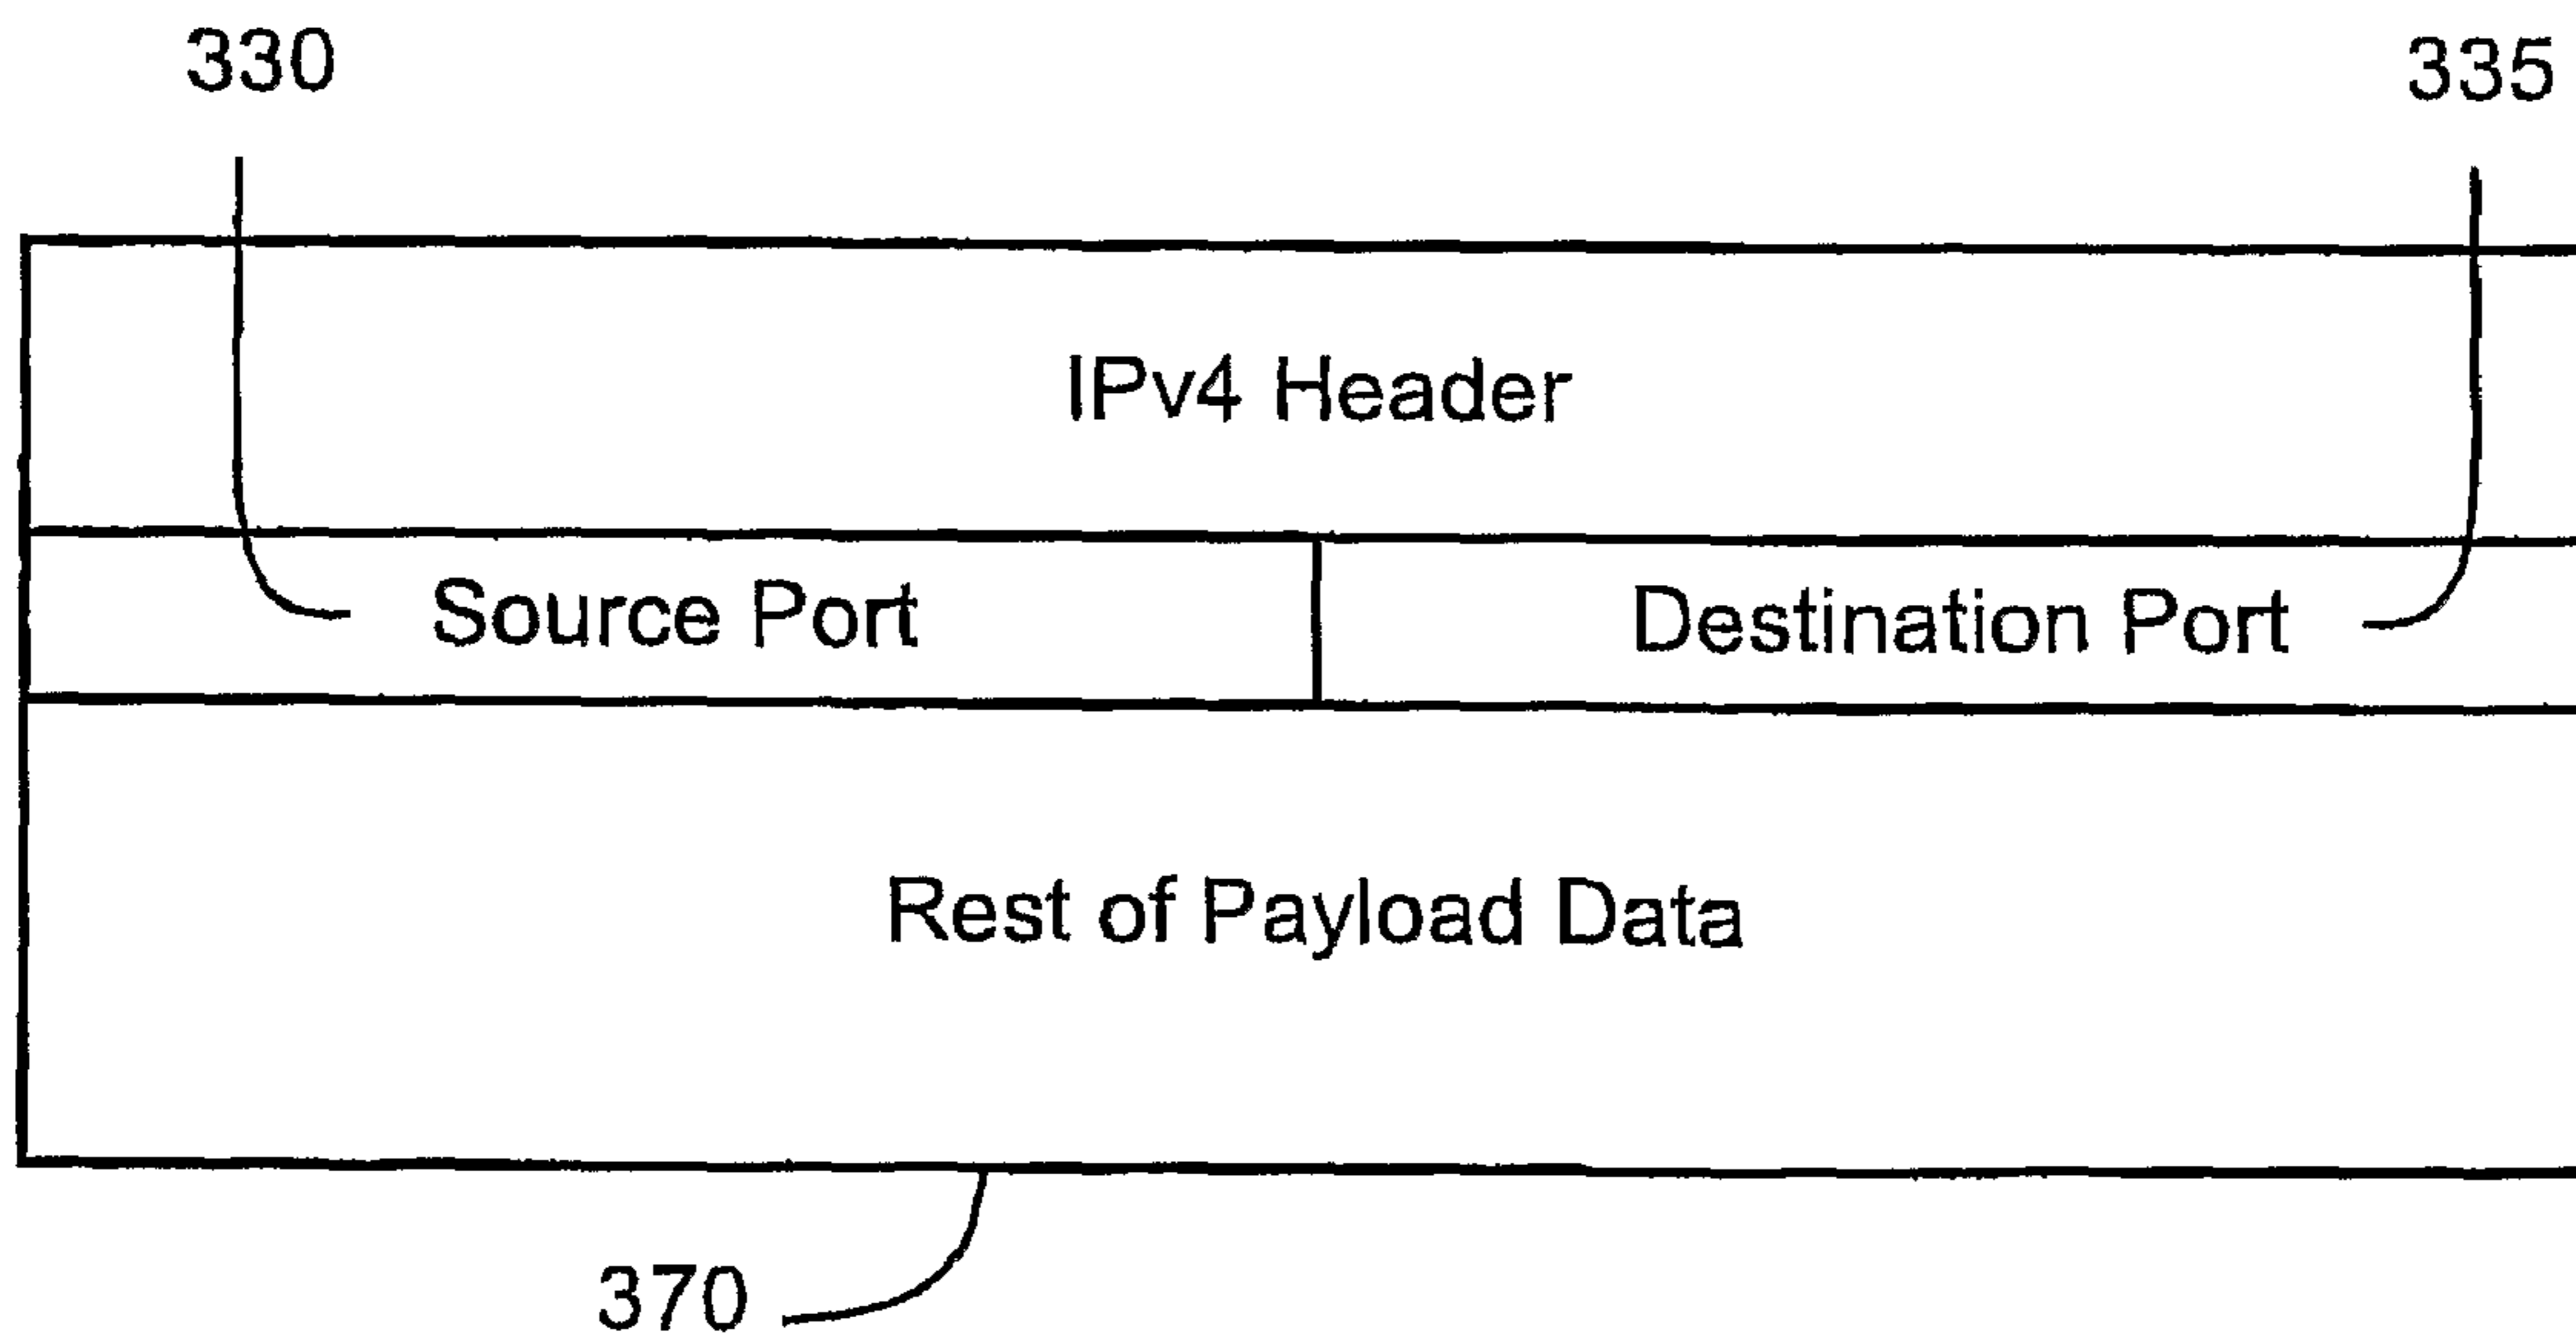 330
335
IPv4 Header
Source Port
Destination Port
Rest of Payload Data
370